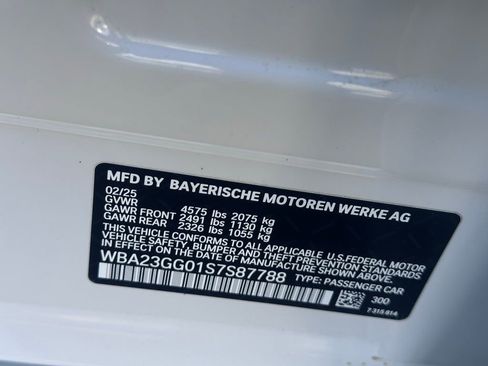 MFD BY BAYERISCHE MOTOREN WERKE AG
02/25
GVWR 4575 lbs 2075 kg
GAWR FRONT 2491 lbs 1130 kg
GAWR REAR 2326 lbs 1055 kg
THIS VEHICLE CONFORMS TO ALL APPLICABLE U.S.FEDERAL MOTOR
VEHICLE SAFETY, BUMPER, AND THEFT PREVENTION STANDARDS
IN EFFECT ON THE DATE OF MANUFACTURE SHOWN ABOVE.
WBA23GG01S7S87788 TYPE: PASSENGER CAR
300
7 315 614